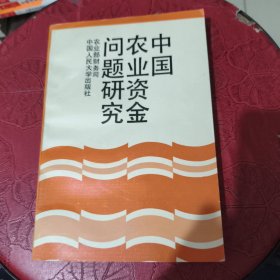 中国
农业资金
问题研究
农业部财务司
中国人民大学出版社